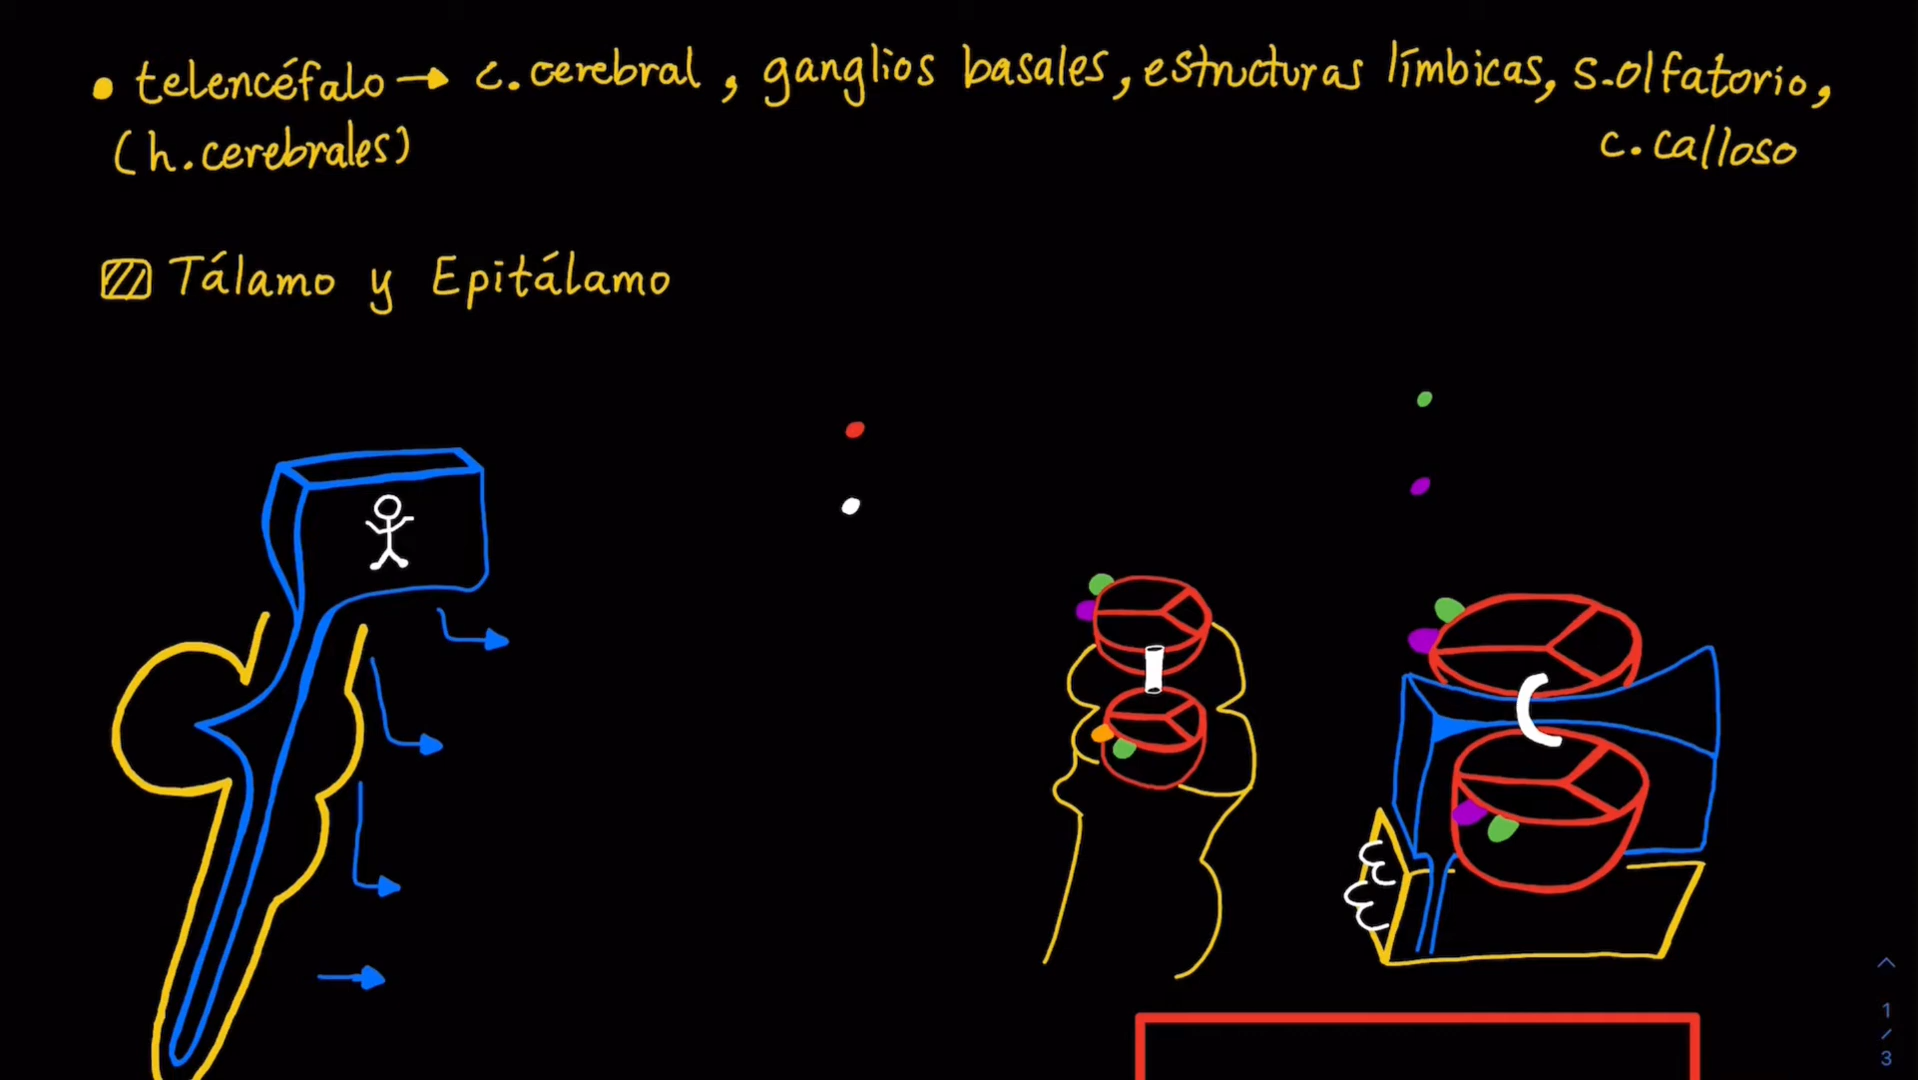 • telencéfalo → c. cerebral, ganglios basales, estructuras límbicas, s. olfatorio,
(h. cerebrales)
c. calloso
Tálamo y Epitálamo
1
/
3